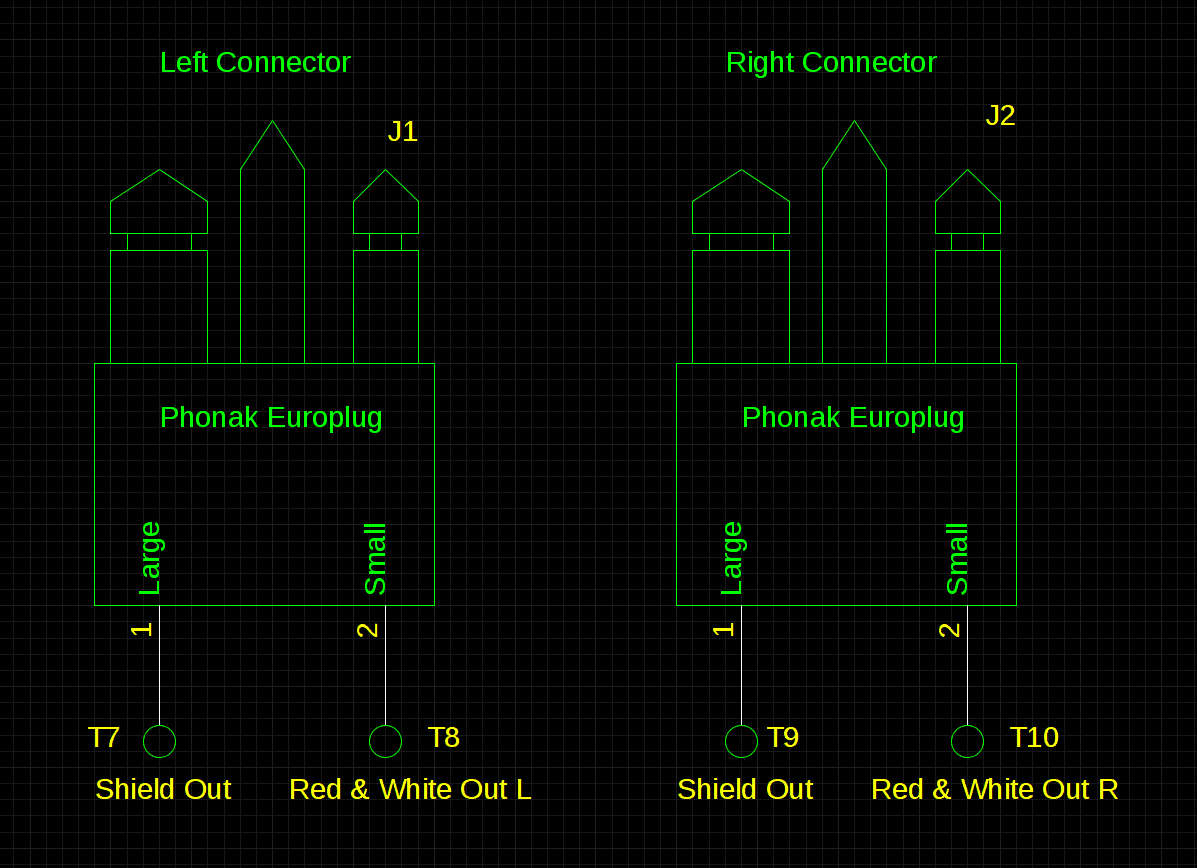 Left Connector
Right Connector
J1
J2
Phonak Europlug
Phonak Europlug
Large
Small
Large
Small
1
2
1
2
T7
T8
T9
T10
Shield Out
Red & White Out L
Shield Out
Red & White Out R